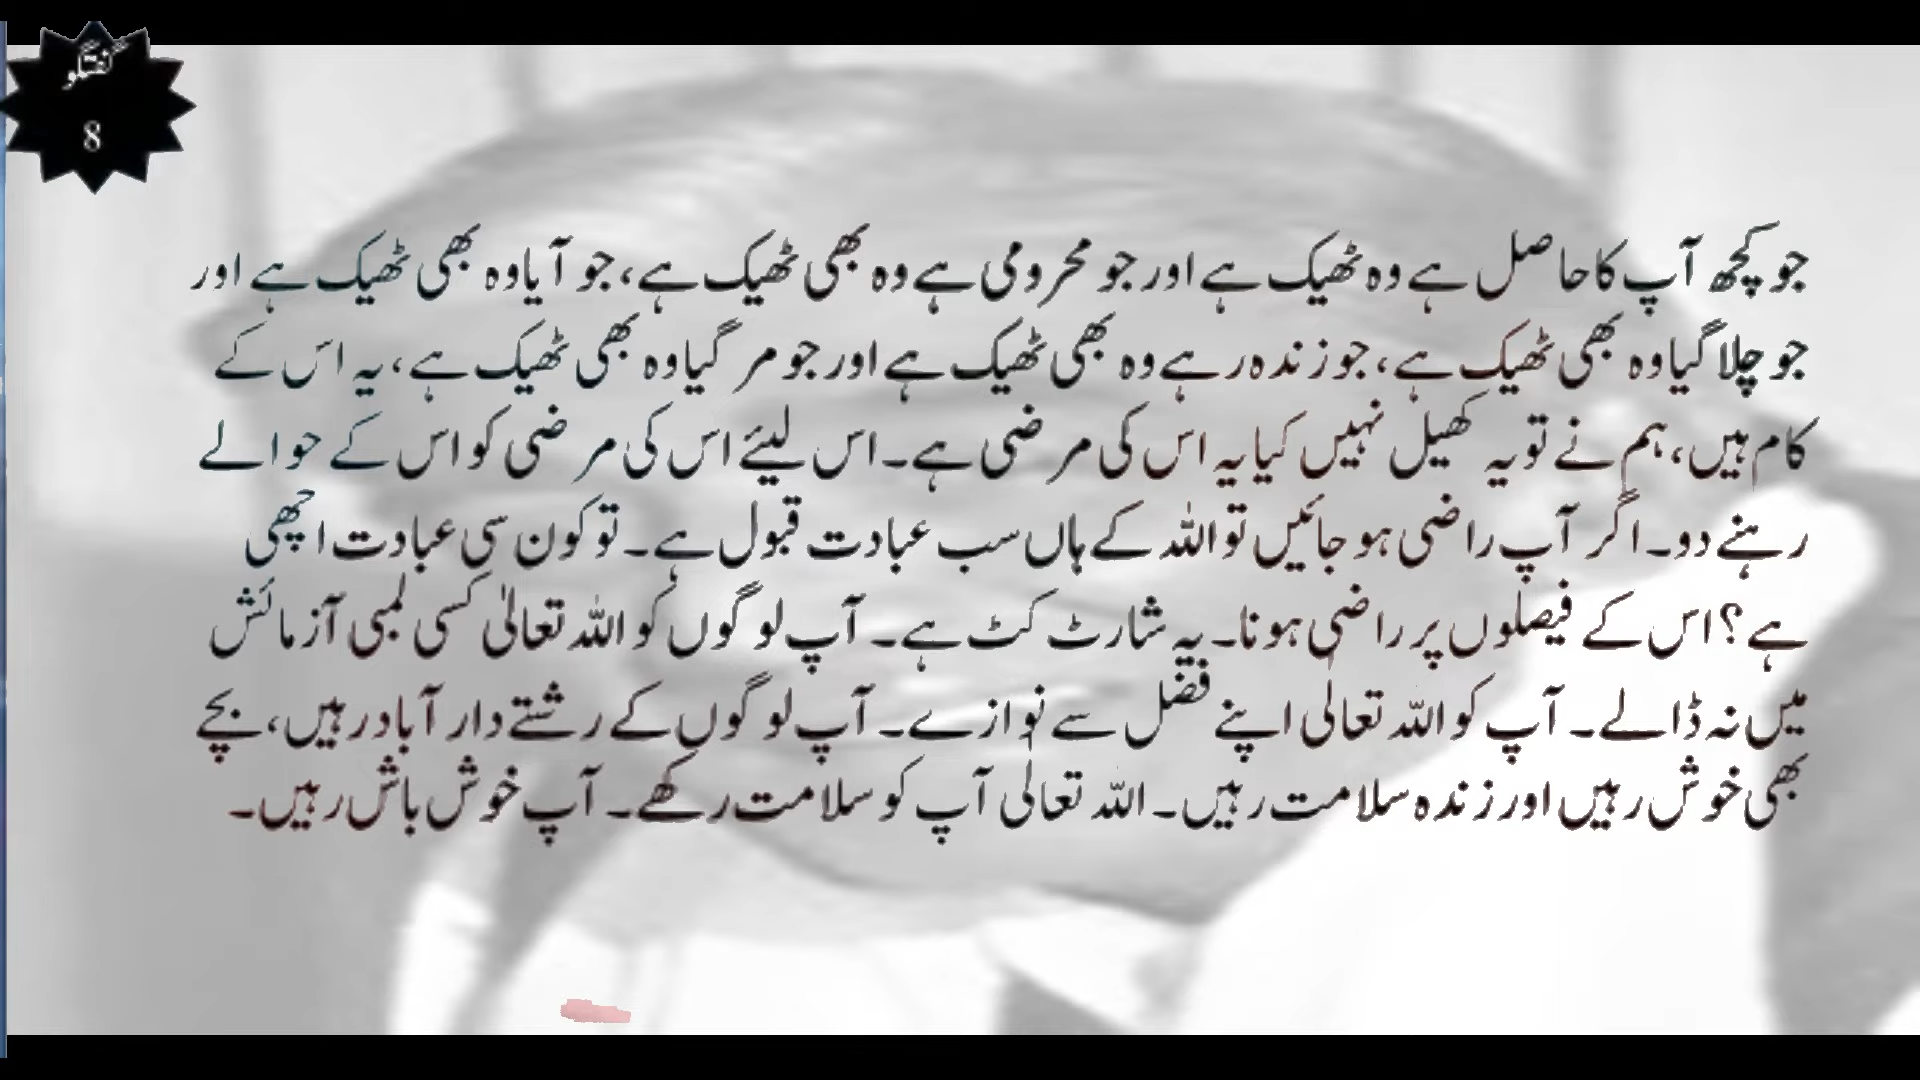 گفتگو
8
جو کچھ آپ کا حاصل ہے وہ ٹھیک ہے اور جو محرومی ہے وہ بھی ٹھیک ہے، جو آیا وہ بھی ٹھیک ہے اور
جو چلا گیا وہ بھی ٹھیک ہے، جو زندہ رہے وہ بھی ٹھیک ہے اور جو مر گیا وہ بھی ٹھیک ہے، یہ اس کے
کام ہیں، ہم نے تو یہ کھیل نہیں کیا یہ اس کی مرضی ہے۔ اس لیئے اس کی مرضی کو اس کے حوالے
رہنے دو۔ اگر آپ راضی ہو جائیں تو اللہ کے ہاں سب عبادت قبول ہے۔ تو کون سی عبادت اچھی
ہے؟ اس کے فیصلوں پر راضی ہونا۔ یہ شارٹ کٹ ہے۔ آپ لوگوں کو اللہ تعالیٰ کسی لمبی آزمائش
میں نہ ڈالے۔ آپ کو اللہ تعالیٰ اپنے فضل سے نوازے۔ آپ لوگوں کے رشتے دار آباد رہیں، بچے
بھی خوش رہیں اور زندہ سلامت رہیں۔ اللہ تعالیٰ آپ کو سلامت رکھے۔ آپ خوش باش رہیں۔